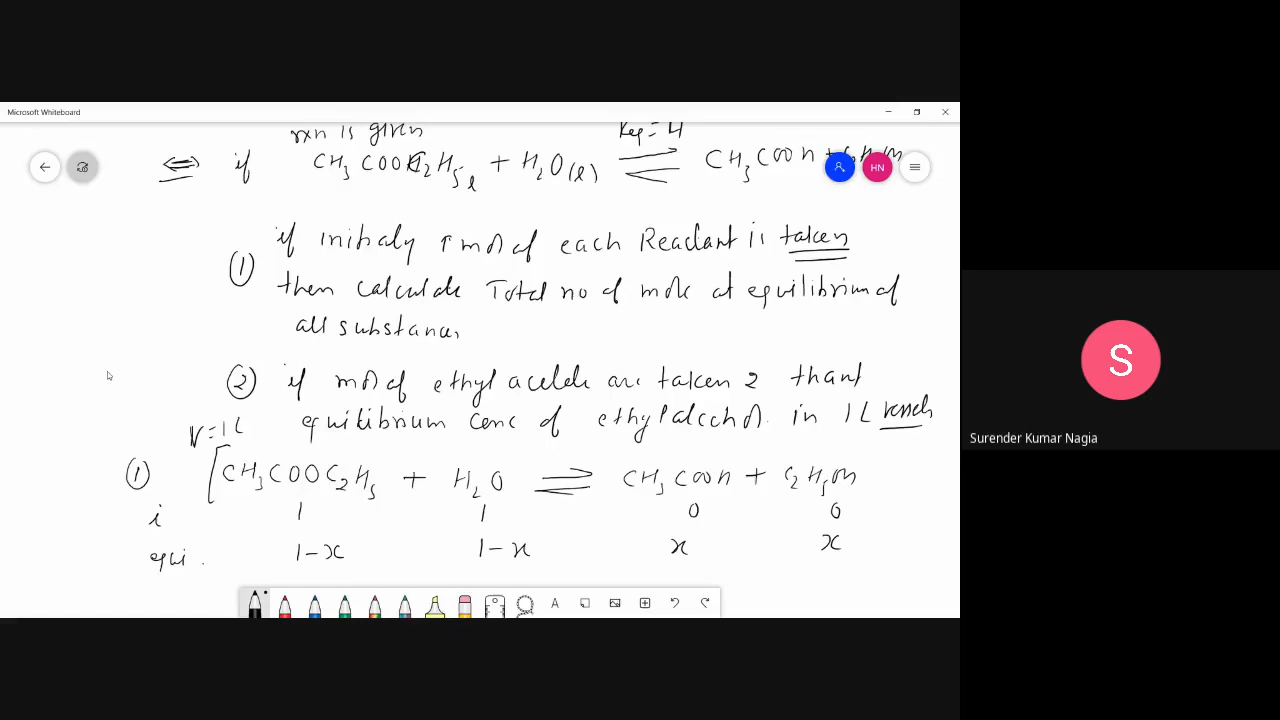 Microsoft Whiteboard
rxn is given
Keq = 4
if CH3COOC2H5 l + H2O(l) ⇌ CH3COOH +
HN
① if initialy 1 mol of each Reactant is taken
then calculate Total no of mole at equilibrium of
all substance,
② if mol of ethyl acetate are taken 2 thant
equilibrium conc of ethyl alcohol. in 1L
V=1L
① [CH3COOC2H5 + H2O ⇌ CH3COOH + C2H5OH
i 1 1 0 0
equi. 1-x 1-x x x
A
S
Surender Kumar Nagia